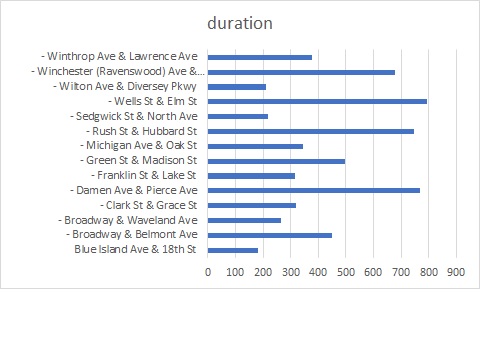 duration
- Winthrop Ave & Lawrence Ave
- Winchester (Ravenswood) Ave &...
- Wilton Ave & Diversey Pkwy
- Wells St & Elm St
- Sedgwick St & North Ave
- Rush St & Hubbard St
- Michigan Ave & Oak St
- Green St & Madison St
- Franklin St & Lake St
- Damen Ave & Pierce Ave
- Clark St & Grace St
- Broadway & Waveland Ave
- Broadway & Belmont Ave
Blue Island Ave & 18th St
0 100 200 300 400 500 600 700 800 900